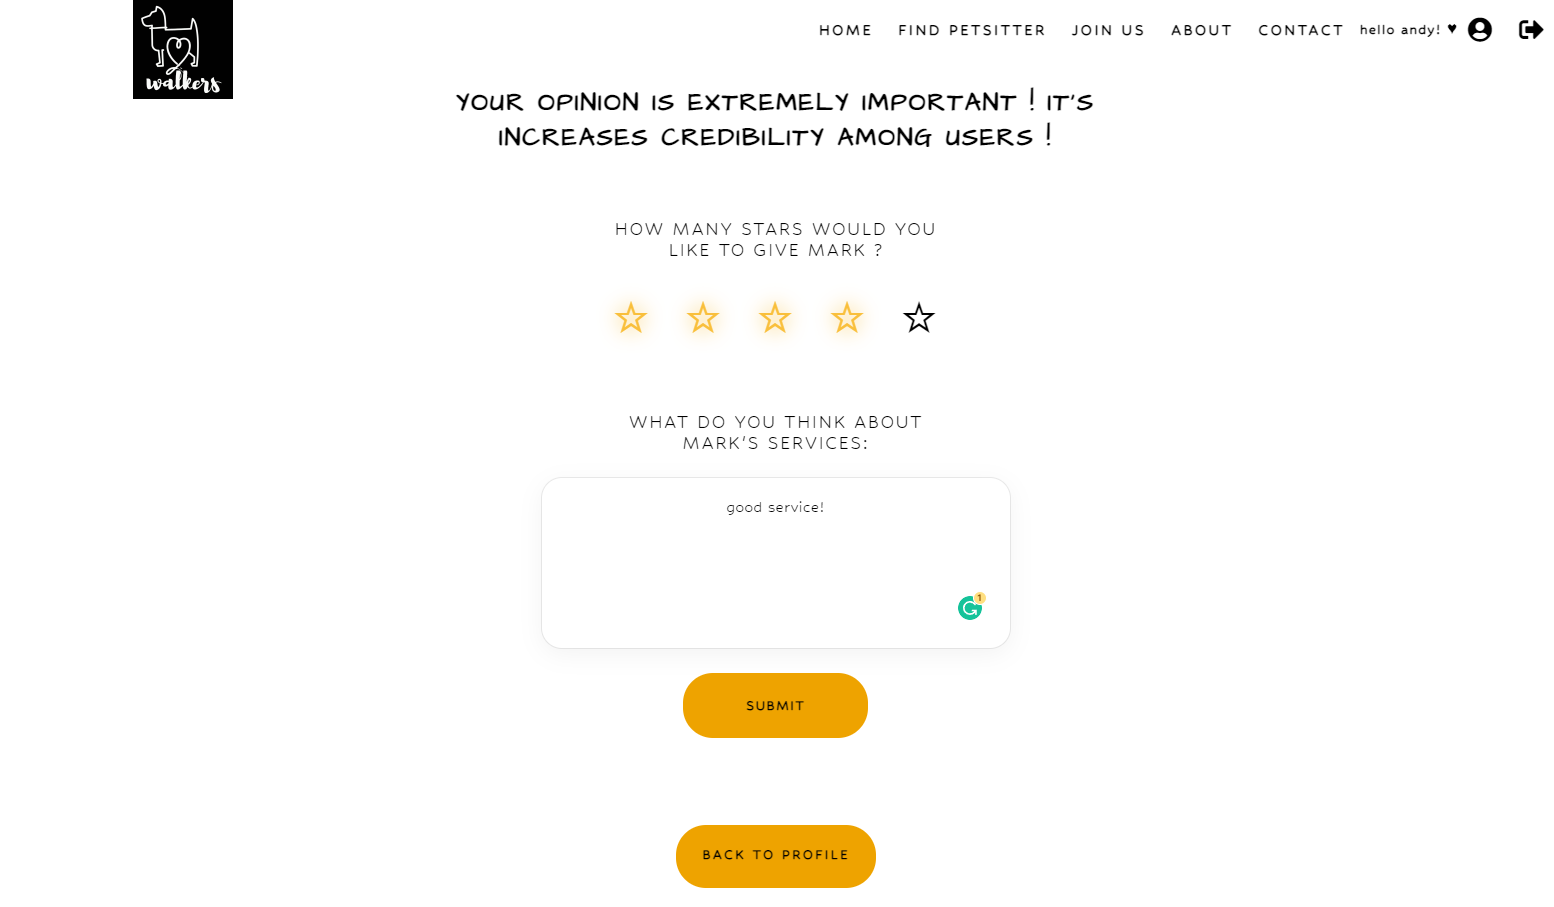 walkers
HOME FIND PETSITTER JOIN US ABOUT CONTACT hello andy! ♥
YOUR OPINION IS EXTREMELY IMPORTANT ! IT'S
INCREASES CREDIBILITY AMONG USERS !
HOW MANY STARS WOULD YOU
LIKE TO GIVE MARK ?
WHAT DO YOU THINK ABOUT
MARK'S SERVICES:
good service!
1
SUBMIT
BACK TO PROFILE